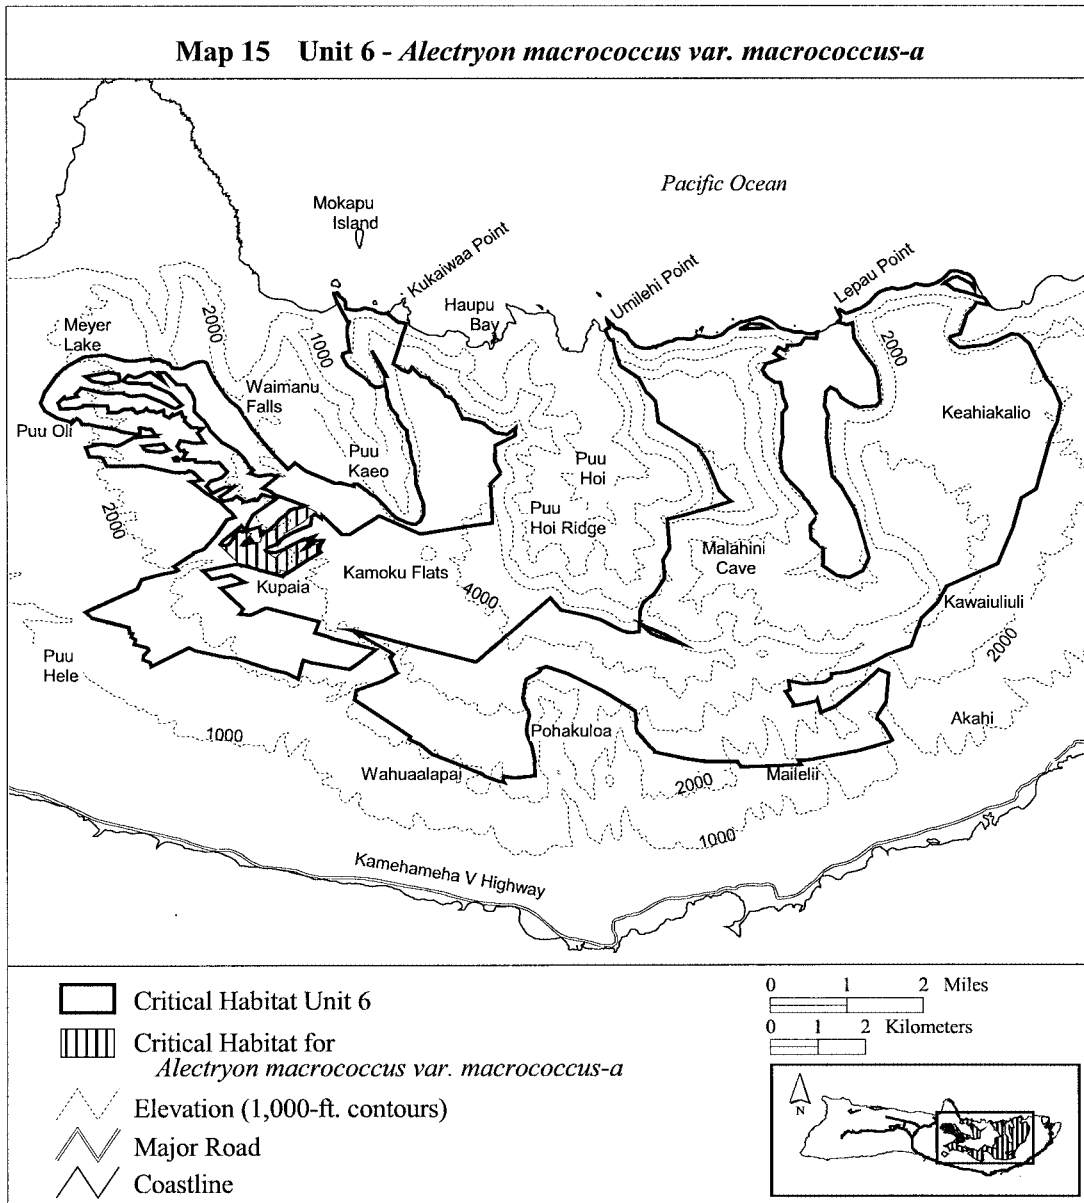 Map 15 Unit 6 - Alectryon macrococcus var. macrococcus-a
Pacific Ocean
Mokapu
Island
Kukaiwaa Point
Haupu
Bay
Umilehi Point
Lepau Point
Meyer
Lake
2000
1000
2000
Waimanu
Falls
Keahiakalio
Puu Oli
Puu
Kaeo
Puu
Hoi
Puu
Hoi Ridge
2000
Malahini
Cave
Kamoku Flats
Kupaia
4000
Kawaiuliuli
2000
Puu
Hele
Akahi
1000
Pohakuloa
Wahuaalapai
Mailelii
2000
1000
Kamehameha V Highway
Critical Habitat Unit 6
Critical Habitat for
Alectryon macrococcus var. macrococcus-a
Elevation (1,000-ft. contours)
Major Road
Coastline
0 1 2 Miles
0 1 2 Kilometers
N